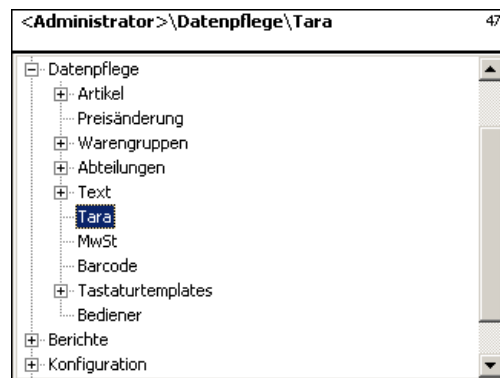 <Administrator>\Datenpflege\Tara 47
Datenpflege
Artikel
Preisänderung
Warengruppen
Abteilungen
Text
Tara
MwSt
Barcode
Tastaturtemplates
Bediener
Berichte
Konfiguration